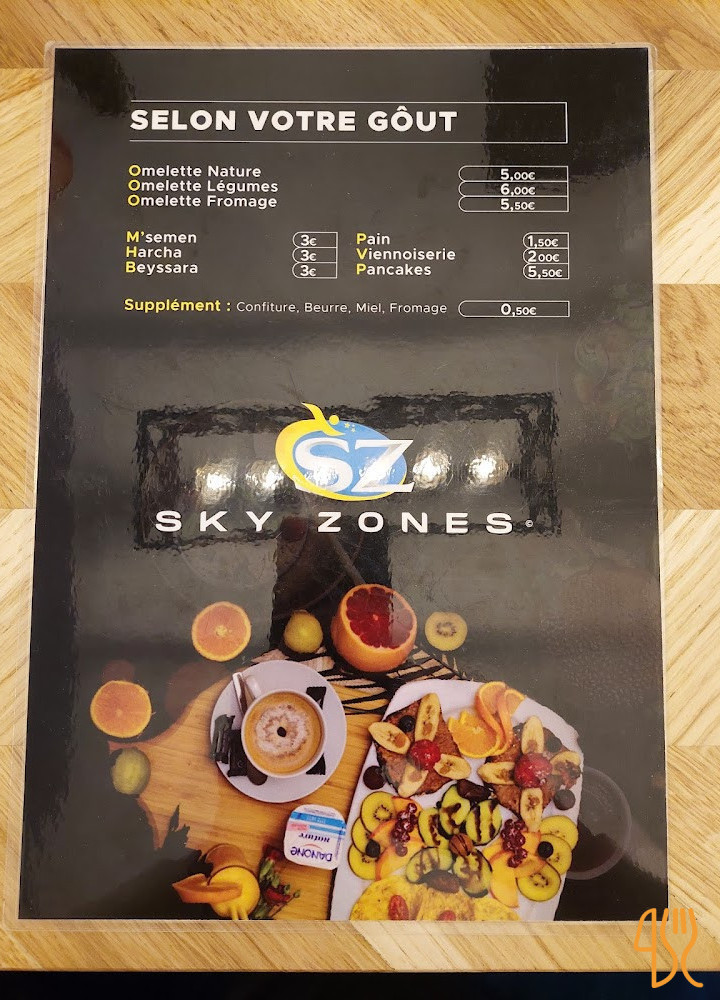 SELON VOTRE GÔUT
Omelette Nature 5,00€
Omelette Légumes 6,00€
Omelette Fromage 5,50€
M'semen 3€ Pain 1,50€
Harcha 3€ Viennoiserie 2,00€
Beyssara 3€ Pancakes 5,50€
Supplément : Confiture, Beurre, Miel, Fromage 0,50€
SZ
SKY ZONES©
DANONE
nature